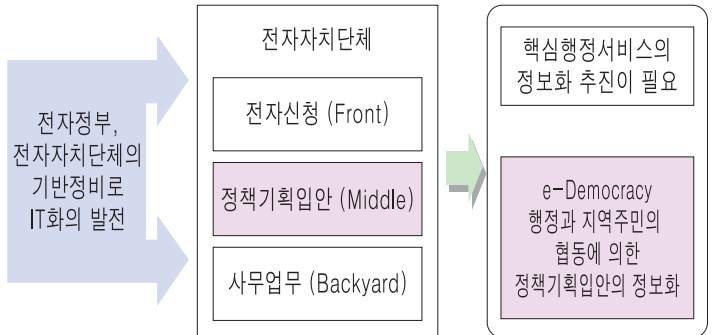 전자정부,
전자자치단체의
기반정비로
IT화의 발전
전자자치단체
전자신청 (Front)
정책기획입안 (Middle)
사무업무 (Backyard)
핵심행정서비스의
정보화 추진이 필요
e-Democracy
행정과 지역주민의
협동에 의한
정책기획입안의 정보화